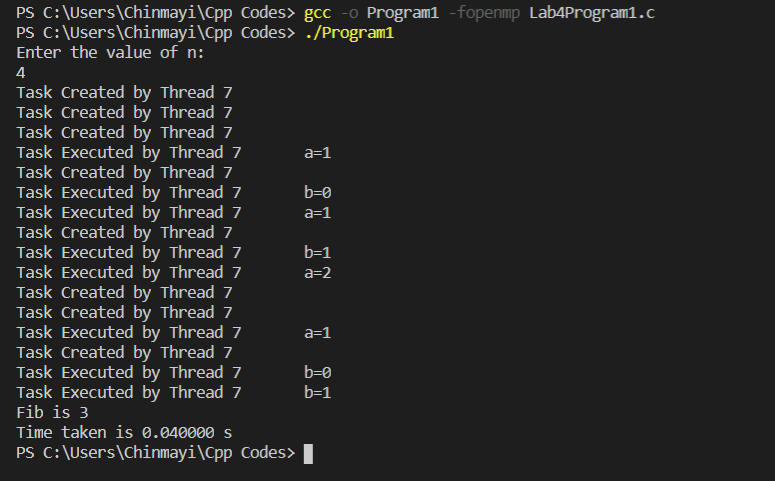 PS C:\Users\Chinmayi\Cpp Codes> gcc -o Program1 -fopenmp Lab4Program1.c
PS C:\Users\Chinmayi\Cpp Codes> ./Program1
Enter the value of n:
4
Task Created by Thread 7
Task Created by Thread 7
Task Created by Thread 7
Task Executed by Thread 7       a=1
Task Created by Thread 7
Task Executed by Thread 7       b=0
Task Executed by Thread 7       a=1
Task Created by Thread 7
Task Executed by Thread 7       b=1
Task Executed by Thread 7       a=2
Task Created by Thread 7
Task Created by Thread 7
Task Executed by Thread 7       a=1
Task Created by Thread 7
Task Executed by Thread 7       b=0
Task Executed by Thread 7       b=1
Fib is 3
Time taken is 0.040000 s
PS C:\Users\Chinmayi\Cpp Codes>